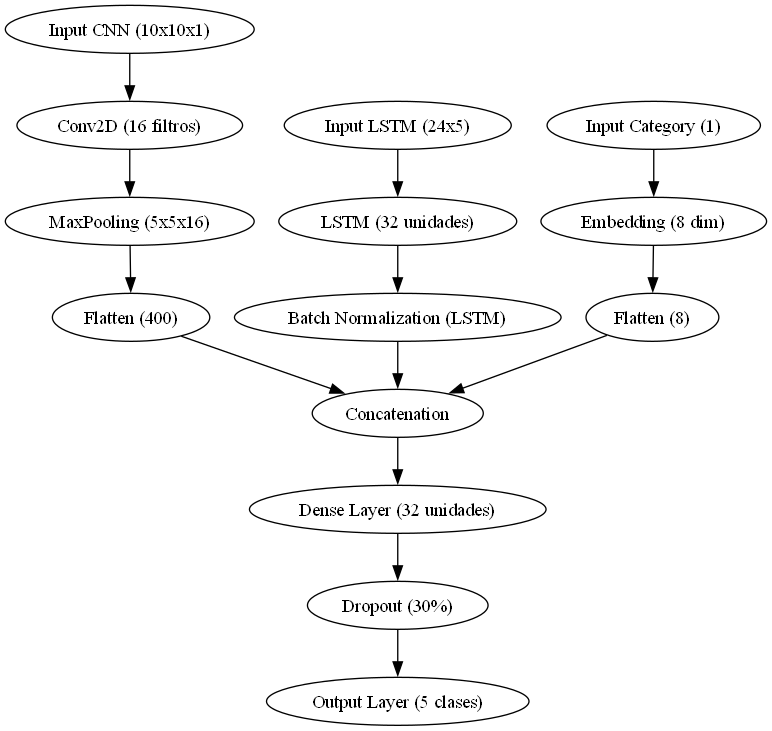 Input CNN (10x10x1)
Conv2D (16 filtros)
Input LSTM (24x5)
Input Category (1)
MaxPooling (5x5x16)
LSTM (32 unidades)
Embedding (8 dim)
Flatten (400)
Batch Normalization (LSTM)
Flatten (8)
Concatenation
Dense Layer (32 unidades)
Dropout (30%)
Output Layer (5 clases)